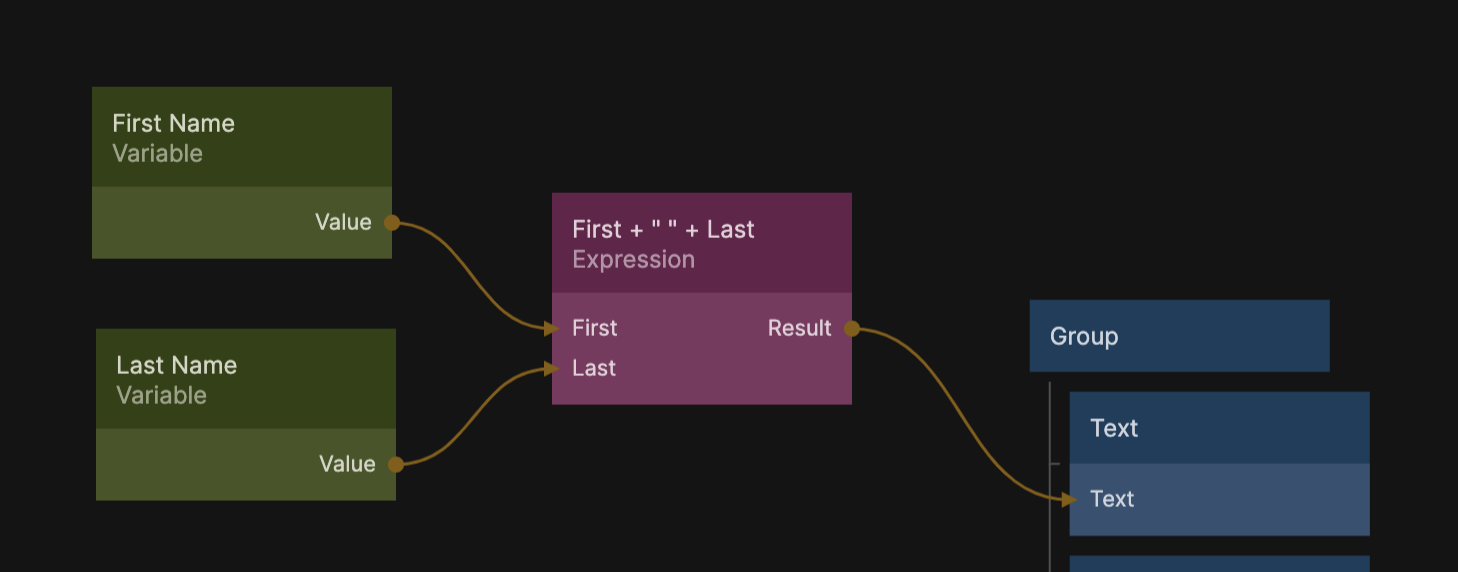 First Name
Variable
Value
Last Name
Variable
Value
First + " " + Last
Expression
First
Result
Last
Group
Text
Text